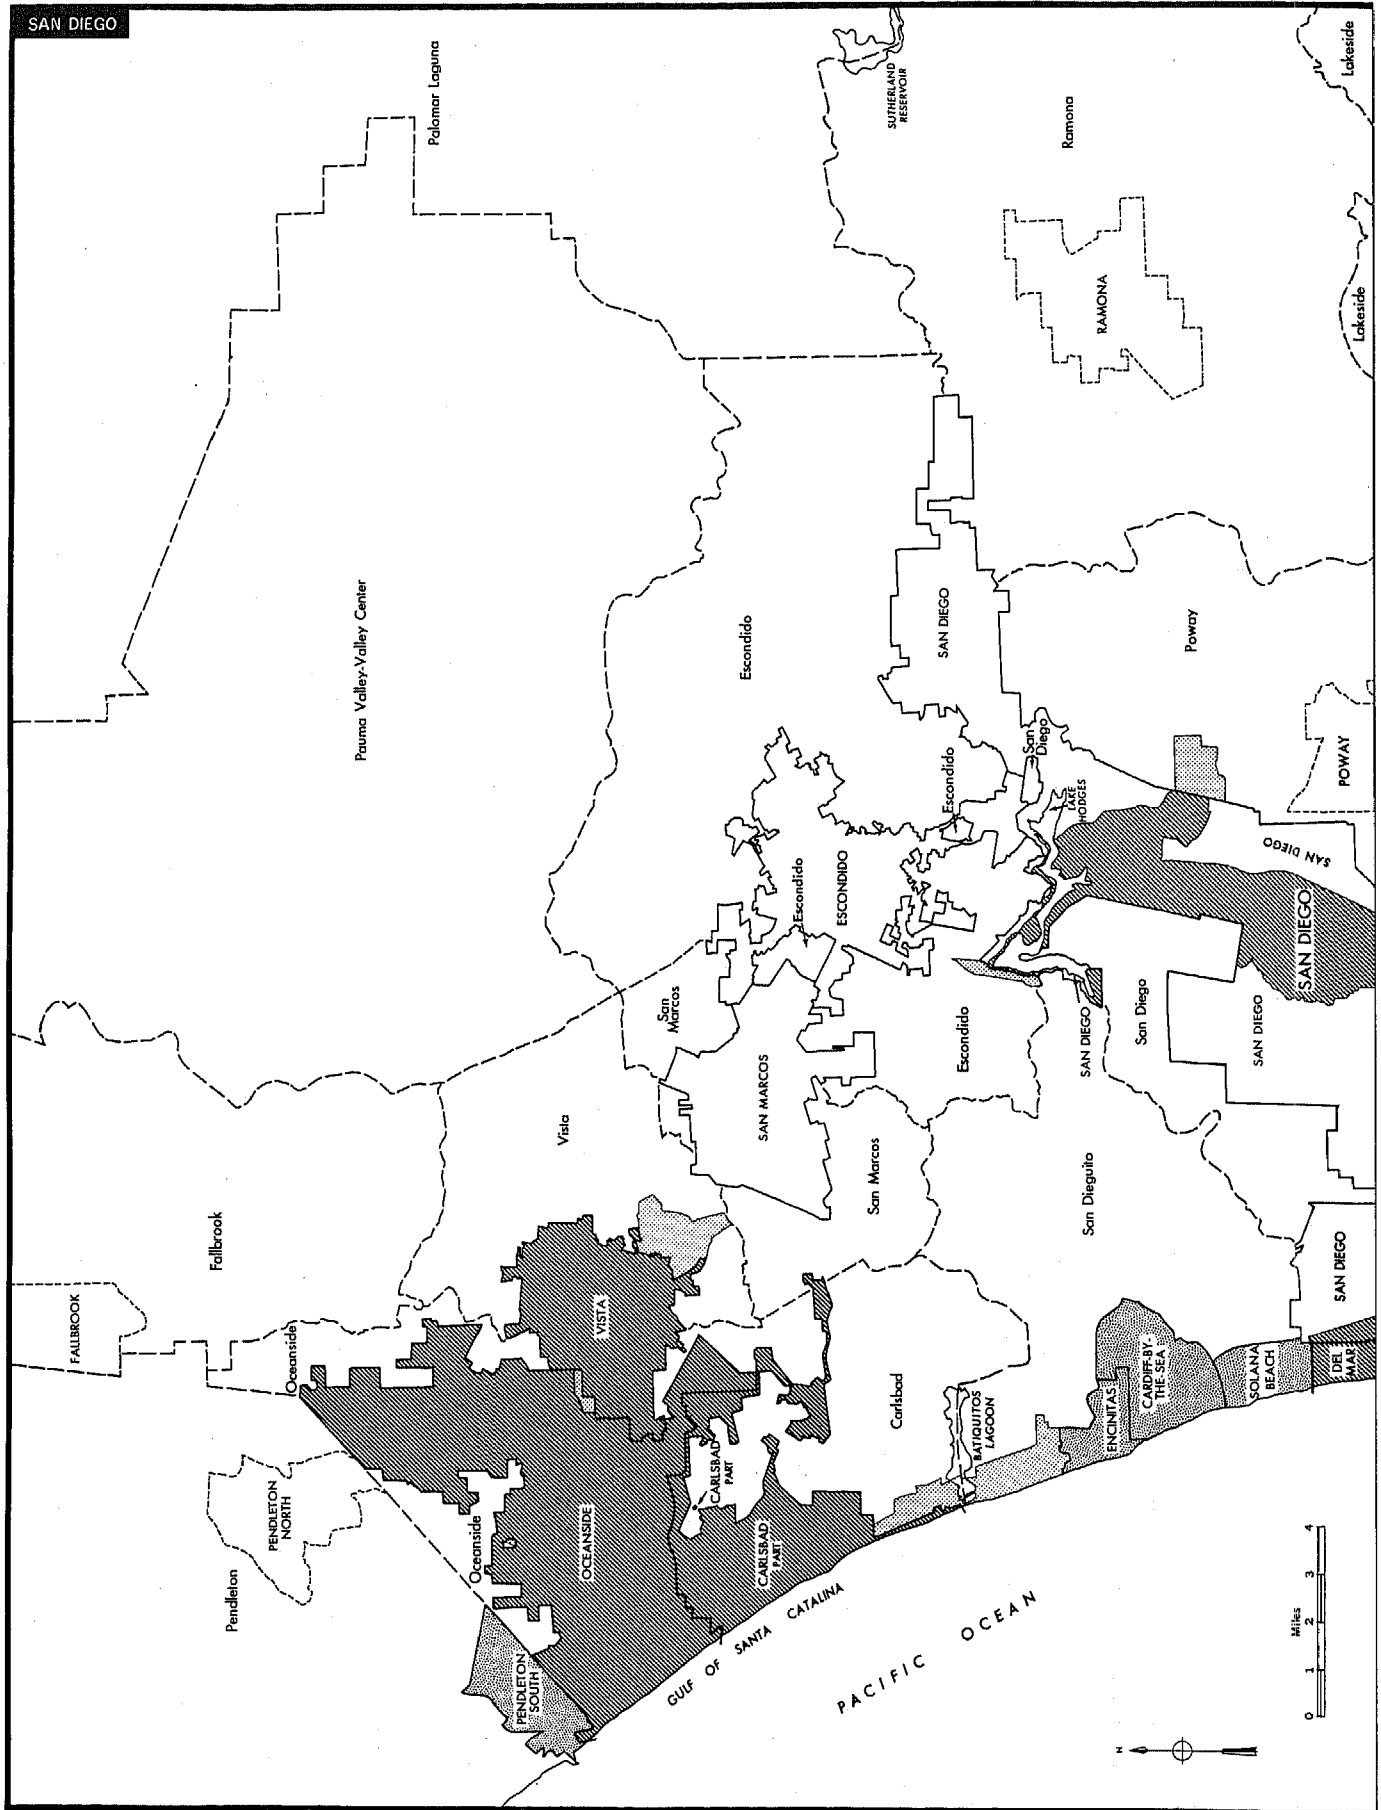 SAN DIEGO
Palomar Laguna
SUTHERLAND
RESERVOIR
Ramona
Lakeside
Lakeside
RAMONA
Pauma Valley-Valley Center
Escondido
SAN DIEGO
Poway
POWAY
San
Diego
LAKE
HODGES
Escondido
ESCONDIDO
Escondido
SAN DIEGO
SAN DIEGO
San
Marcos
SAN MARCOS
Escondido
SAN DIEGO
San Diego
SAN DIEGO
Fallbrook
Vista
San Marcos
San Dieguito
SAN DIEGO
FALLBROOK
Oceanside
VISTA
Carlsbad
BATIQUITOS
LAGOON
ENCINITAS
CARDIFF-BY-
THE-SEA
SOLANA
BEACH
DEL
MAR
CARLSBAD
PART
Pendleton
PENDLETON
NORTH
Oceanside
OCEANSIDE
CARLSBAD
PART
PENDLETON
SOUTH
GULF OF SANTA CATALINA
PACIFIC OCEAN
N
0 1 2 3 4
Miles